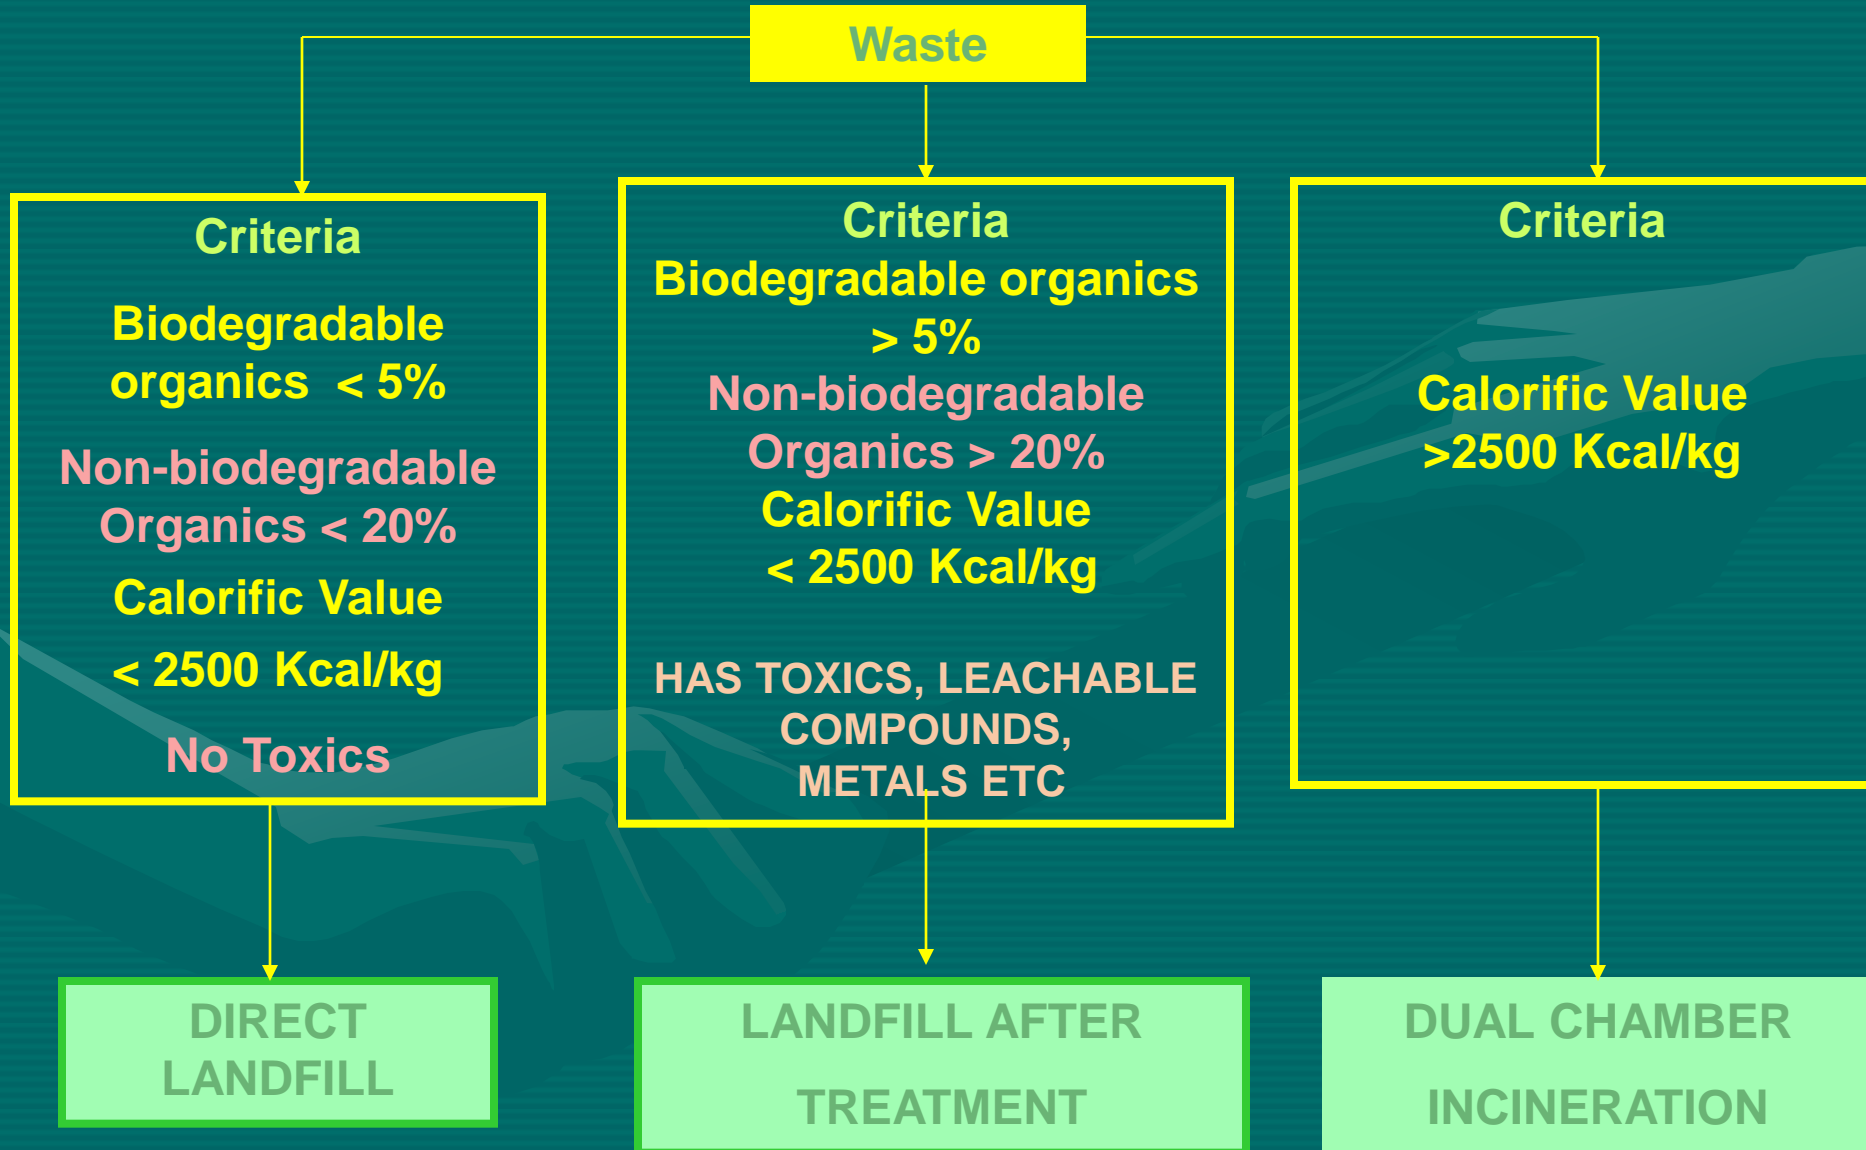 Waste
Criteria
Biodegradable
organics  < 5%
Non-biodegradable
Organics < 20%
Calorific Value
< 2500 Kcal/kg
No Toxics
Criteria
Biodegradable organics
> 5%
Non-biodegradable
Organics > 20%
Calorific Value
< 2500 Kcal/kg
HAS TOXICS, LEACHABLE
COMPOUNDS,
METALS ETC
Criteria
Calorific Value
>2500 Kcal/kg
DIRECT
LANDFILL
LANDFILL AFTER
TREATMENT
DUAL CHAMBER
INCINERATION